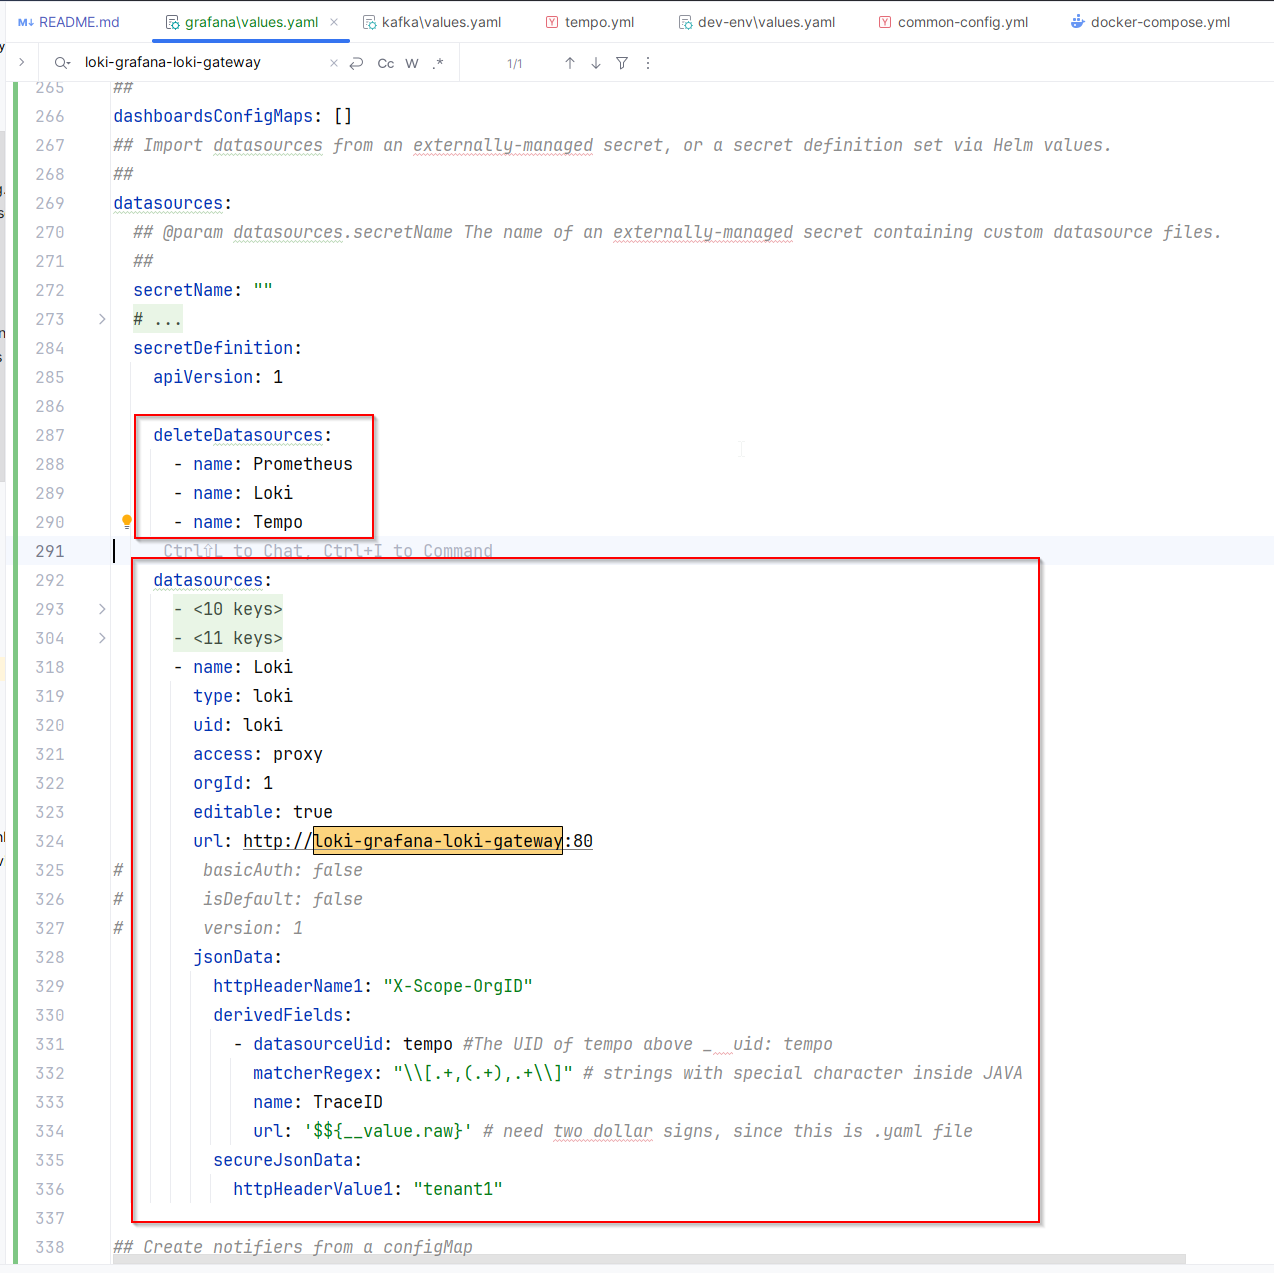 README.md grafana\values.yaml kafka\values.yaml tempo.yml dev-env\values.yaml common-config.yml docker-compose.yml
loki-grafana-loki-gateway Cc W .* 1/1
265 ##
266 dashboardsConfigMaps: []
267 ## Import datasources from an externally-managed secret, or a secret definition set via Helm values.
268 ##
269 datasources:
270 ## @param datasources.secretName The name of an externally-managed secret containing custom datasource files.
271 ##
272 secretName: ""
273 # ...
284 secretDefinition:
285 apiVersion: 1
286
287 deleteDatasources:
288 - name: Prometheus
289 - name: Loki
290 - name: Tempo
291 Ctrl⇧L to Chat, Ctrl+I to Command
292 datasources:
293 - <10 keys>
304 - <11 keys>
318 - name: Loki
319 type: loki
320 uid: loki
321 access: proxy
322 orgId: 1
323 editable: true
324 url: http://loki-grafana-loki-gateway:80
325 # basicAuth: false
326 # isDefault: false
327 # version: 1
328 jsonData:
329 httpHeaderName1: "X-Scope-OrgID"
330 derivedFields:
331 - datasourceUid: tempo #The UID of tempo above ___uid: tempo
332 matcherRegex: "\\[.+,(.+),.+\\]" # strings with special character inside JAVA
333 name: TraceID
334 url: '$${__value.raw}' # need two dollar signs, since this is .yaml file
335 secureJsonData:
336 httpHeaderValue1: "tenant1"
337
338 ## Create notifiers from a configMap